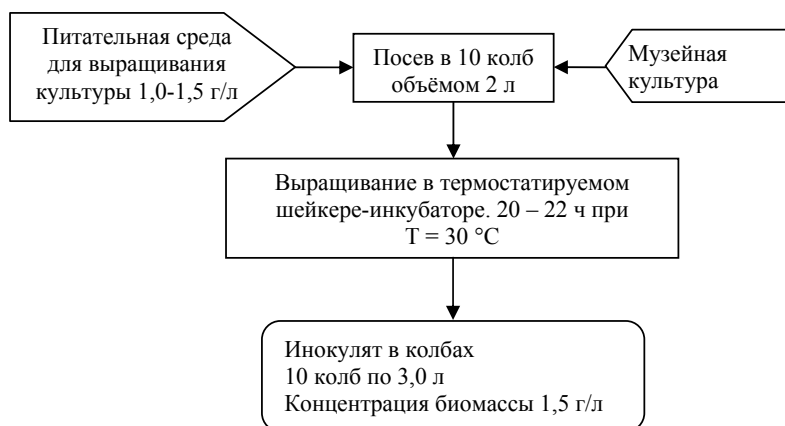 Питательная среда
для выращивания
культуры 1,0-1,5 г/л
Посев в 10 колб
объёмом 2 л
Музейная
культура
Выращивание в термостатируемом
шейкере-инкубаторе. 20 – 22 ч при
Т = 30 °С
Инокулят в колбах
10 колб по 3,0 л
Концентрация биомассы 1,5 г/л